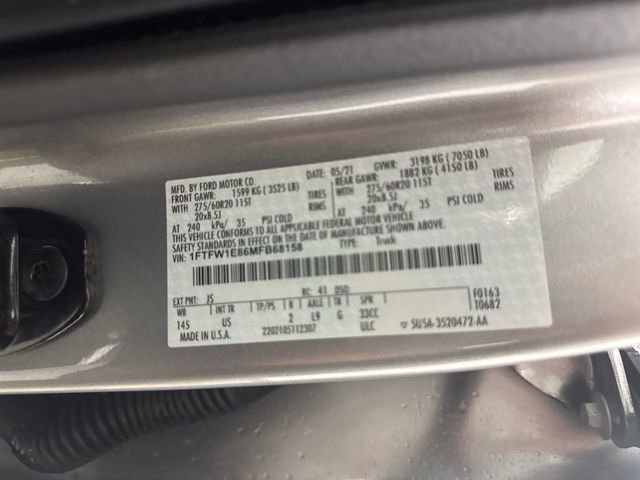 MFD. BY FORD MOTOR CO. DATE: 05/21 GVWR: 3198 KG ( 7050 LB)
FRONT GAWR: 1599 KG ( 3525 LB) REAR GAWR: 1882 KG ( 4150 LB)
WITH 275/60R20 115T TIRES WITH 275/60R20 115T TIRES
20x8.5J RIMS 20x8.5J RIMS
AT 240 kPa/ 35 PSI COLD AT 240 kPa/ 35 PSI COLD
THIS VEHICLE CONFORMS TO ALL APPLICABLE FEDERAL MOTOR VEHICLE
SAFETY STANDARDS IN EFFECT ON THE DATE OF MANUFACTURE SHOWN ABOVE.
VIN: 1FTFW1E86MFB68158 TYPE: Truck
EXT PNT: JS RC: 41 DSO: F0163
WB TP/PS R AXLE TR SPR T0682
145 US 2 L9 G 33CC
MADE IN U.S.A. 2202105112307 ULC 5U5A-3520472-AA